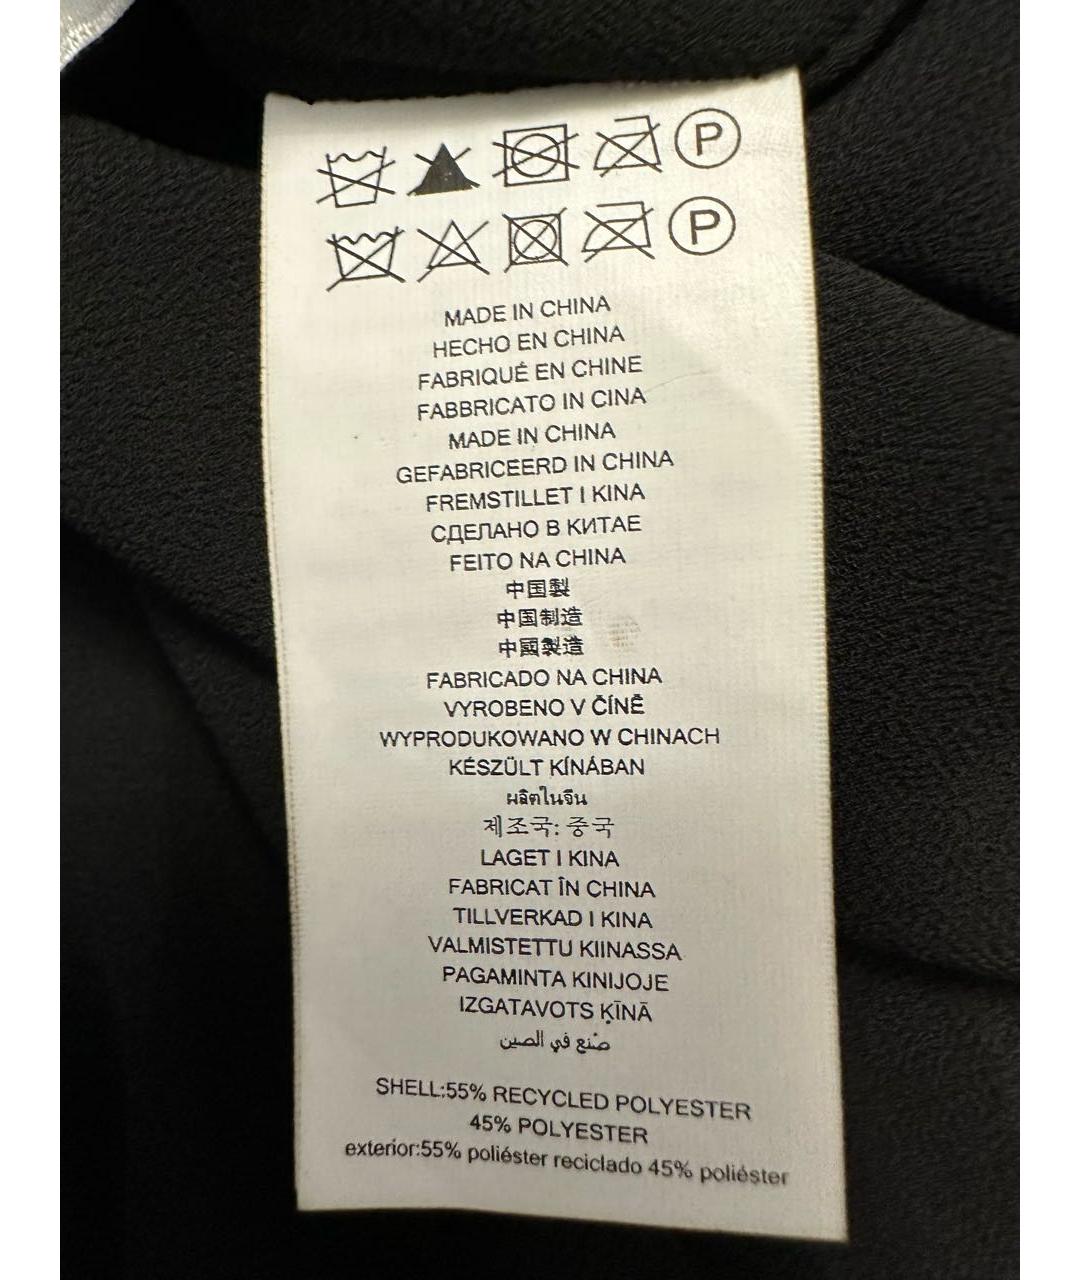 P
P
MADE IN CHINA
HECHO EN CHINA
FABRIQUÉ EN CHINE
FABBRICATO IN CINA
MADE IN CHINA
GEFABRICEERD IN CHINA
FREMSTILLET I KINA
СДЕЛАНО В КИТАЕ
FEITO NA CHINA
中国製
中国制造
中國製造
FABRICADO NA CHINA
VYROBENO V ČÍNĚ
WYPRODUKOWANO W CHINACH
KÉSZÜLT KÍNÁBAN
ผลิตในจีน
제조국: 중국
LAGET I KINA
FABRICAT ÎN CHINA
TILLVERKAD I KINA
VALMISTETTU KIINASSA
PAGAMINTA KINIJOJE
IZGATAVOTS ĶĪNĀ
صُنع في الصين
SHELL:55% RECYCLED POLYESTER
45% POLYESTER
exterior:55% poliéster reciclado 45% poliéster